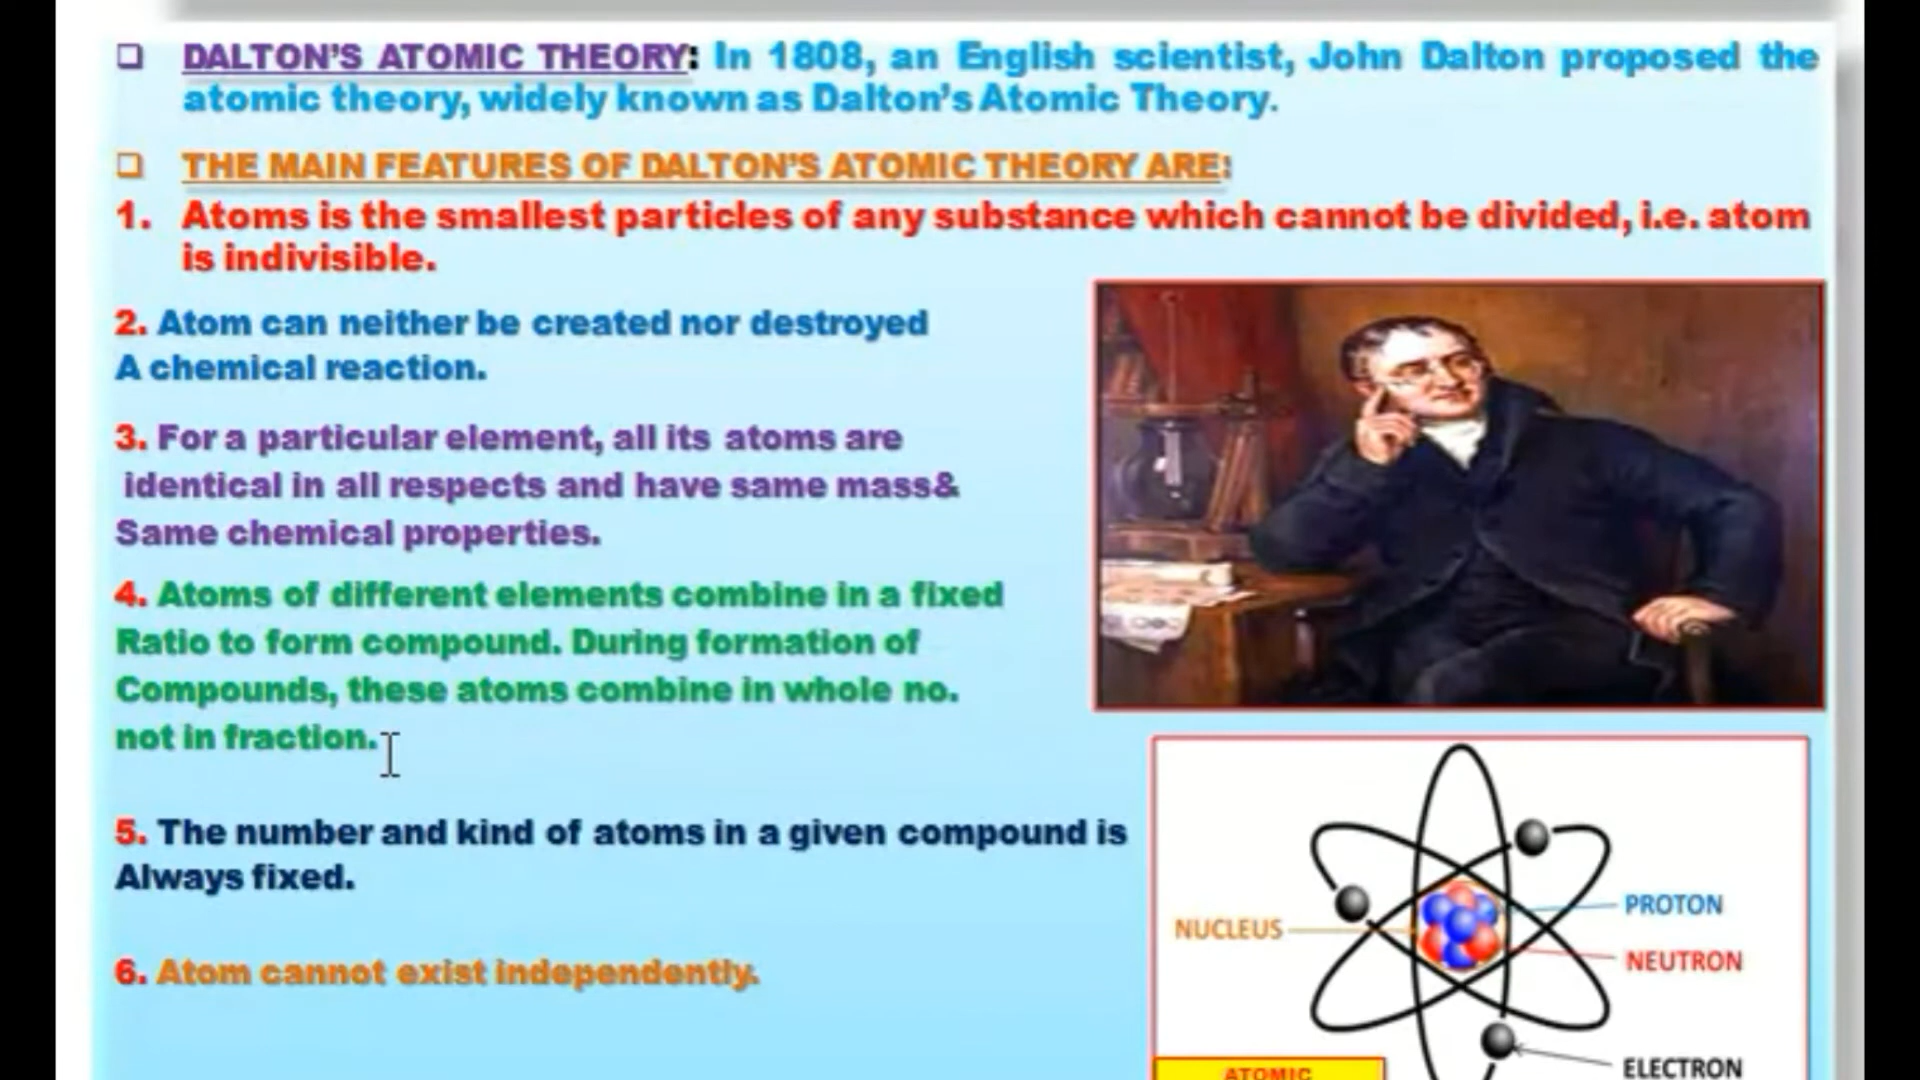 ❑ DALTON'S ATOMIC THEORY: In 1808, an English scientist, John Dalton proposed the
atomic theory, widely known as Dalton's Atomic Theory.
❑ THE MAIN FEATURES OF DALTON'S ATOMIC THEORY ARE:
1. Atoms is the smallest particles of any substance which cannot be divided, i.e. atom
is indivisible.
2. Atom can neither be created nor destroyed
A chemical reaction.
3. For a particular element, all its atoms are
identical in all respects and have same mass&
Same chemical properties.
4. Atoms of different elements combine in a fixed
Ratio to form compound. During formation of
Compounds, these atoms combine in whole no.
not in fraction.
5. The number and kind of atoms in a given compound is
Always fixed.
6. Atom cannot exist independently.
PROTON
NUCLEUS
NEUTRON
ELECTRON
ATOMIC